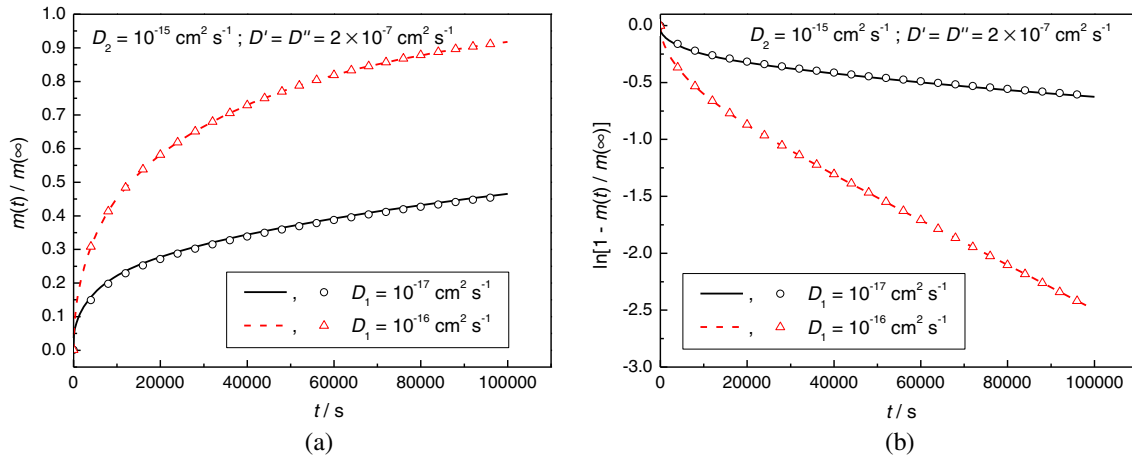 D₂ = 10⁻¹⁵ cm² s⁻¹ ; D' = D'' = 2 × 10⁻⁷ cm² s⁻¹
1.0
0.9
0.8
0.7
0.6
0.5
0.4
0.3
0.2
0.1
0.0
m(t) / m(∞)
, D₁ = 10⁻¹⁷ cm² s⁻¹
, D₁ = 10⁻¹⁶ cm² s⁻¹
0 20000 40000 60000 80000 100000
t / s
(a)
D₂ = 10⁻¹⁵ cm² s⁻¹ ; D' = D'' = 2 × 10⁻⁷ cm² s⁻¹
0.0
-0.5
-1.0
-1.5
-2.0
-2.5
-3.0
ln[1 - m(t) / m(∞)]
, D₁ = 10⁻¹⁷ cm² s⁻¹
, D₁ = 10⁻¹⁶ cm² s⁻¹
0 20000 40000 60000 80000 100000
t / s
(b)